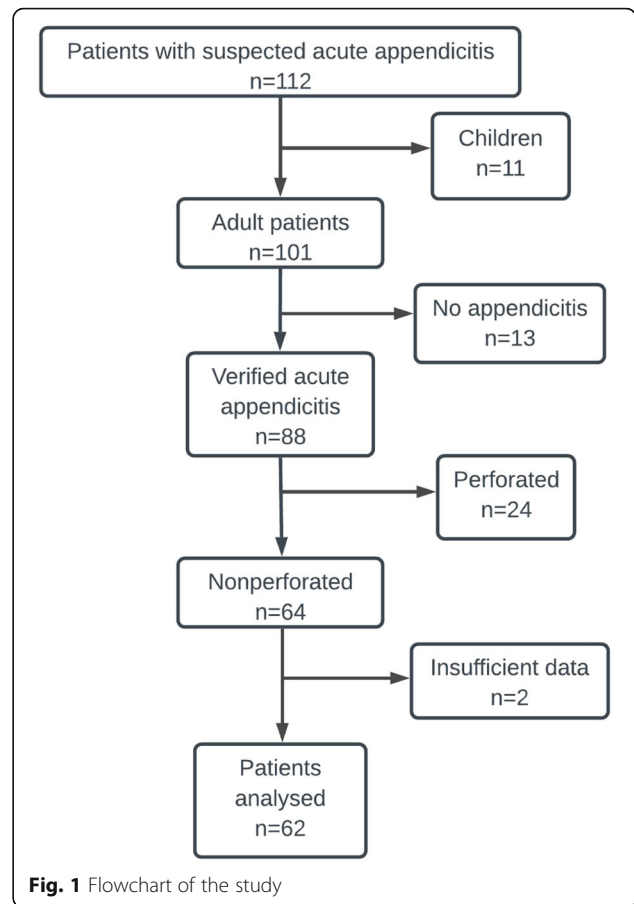 Patients with suspected acute appendicitis
n=112
Children
n=11
Adult patients
n=101
No appendicitis
n=13
Verified acute
appendicitis
n=88
Perforated
n=24
Nonperforated
n=64
Insufficient data
n=2
Patients
analysed
n=62
Fig. 1 Flowchart of the study